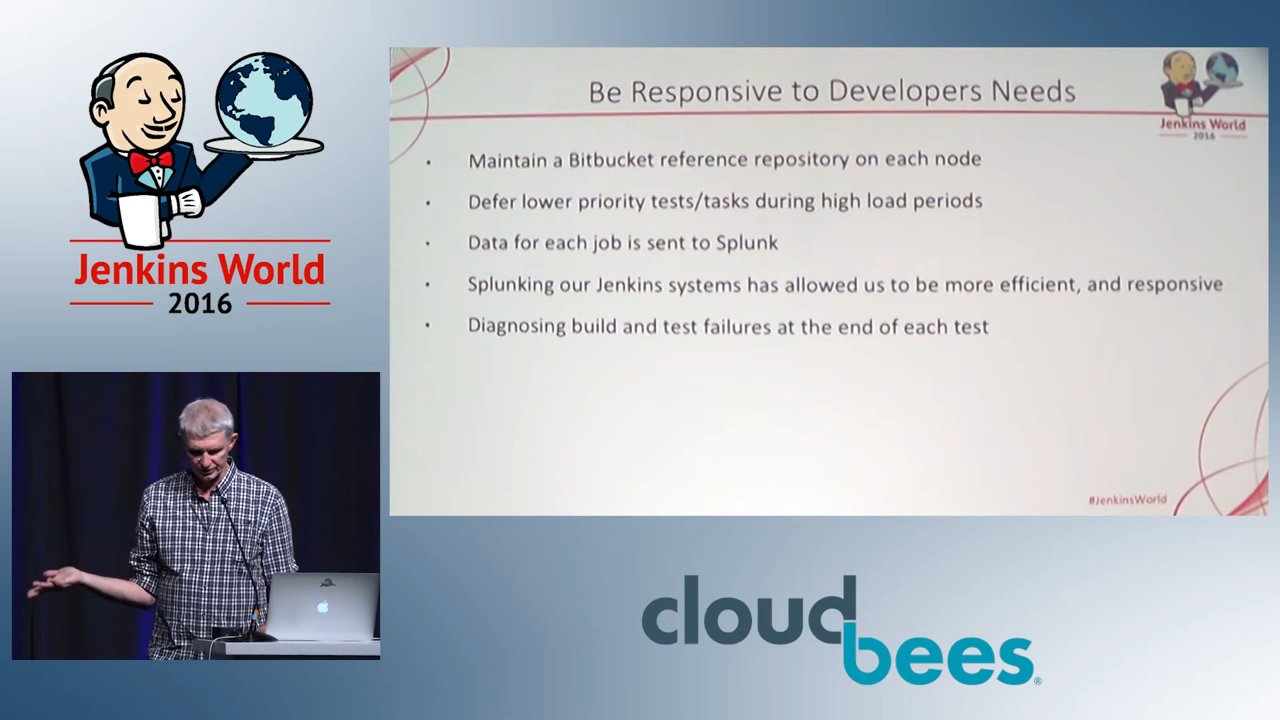 Jenkins World
2016
Be Responsive to Developers Needs
Jenkins World
2016
Maintain a Bitbucket reference repository on each node
Defer lower priority tests/tasks during high load periods
Data for each job is sent to Splunk
Splunking our Jenkins systems has allowed us to be more efficient, and responsive
Diagnosing build and test failures at the end of each test
#JenkinsWorld
cloudbees®